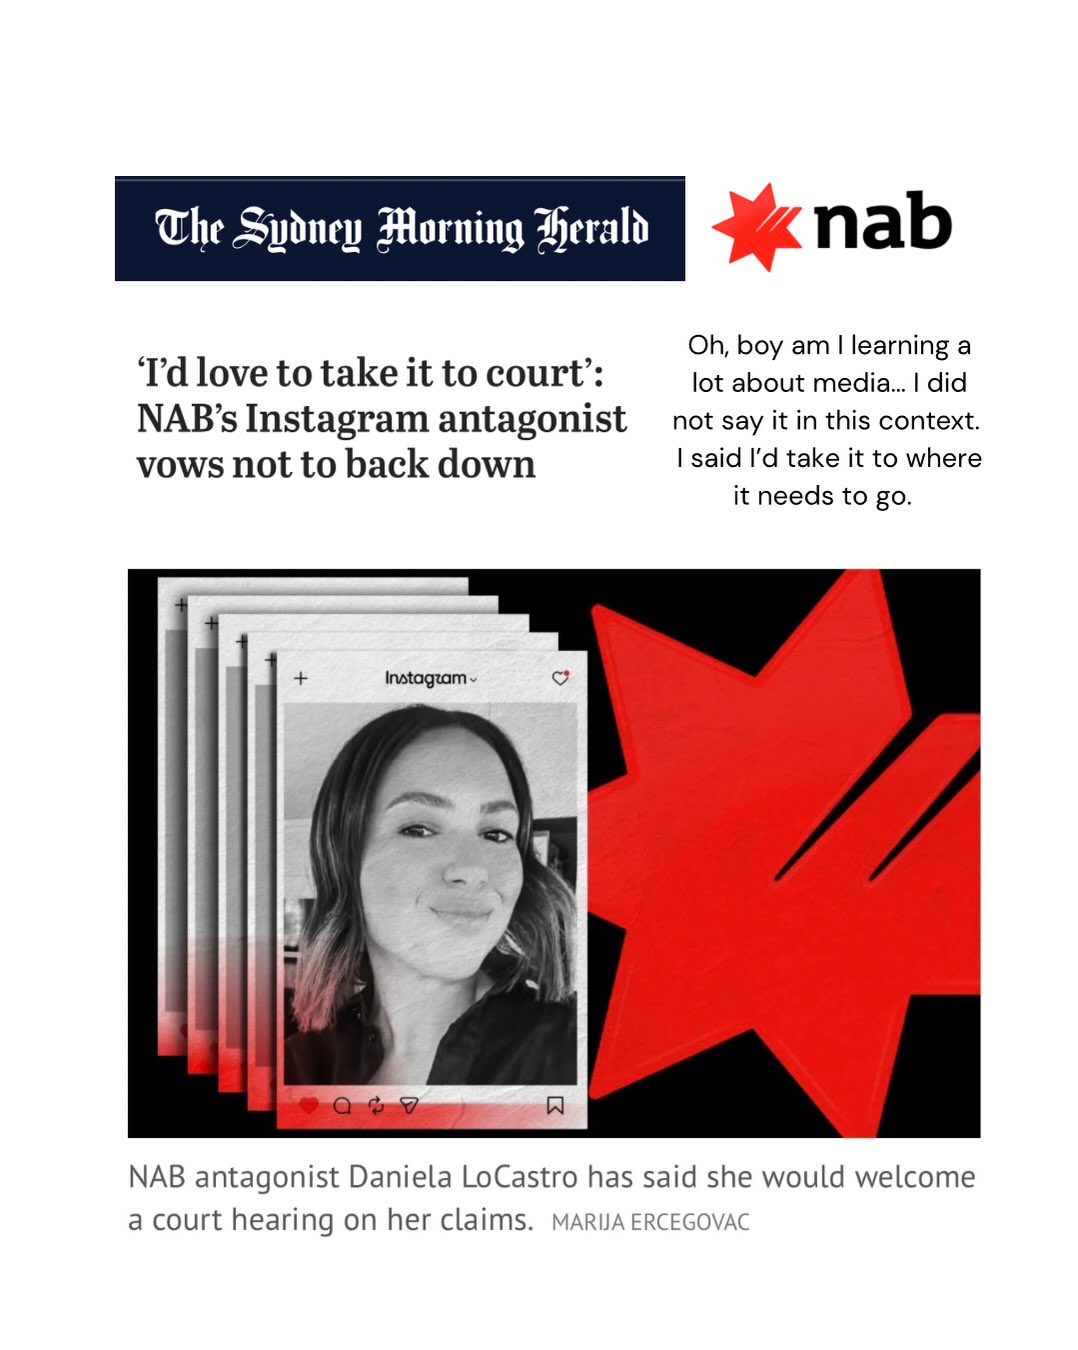 The Sydney Morning Herald
nab
‘I’d love to take it to court’:
NAB’s Instagram antagonist
vows not to back down
Oh, boy am I learning a
lot about media... I did
not say it in this context.
I said I’d take it to where
it needs to go.
Instagram
NAB antagonist Daniela LoCastro has said she would welcome
a court hearing on her claims. MARIJA ERCEGOVAC